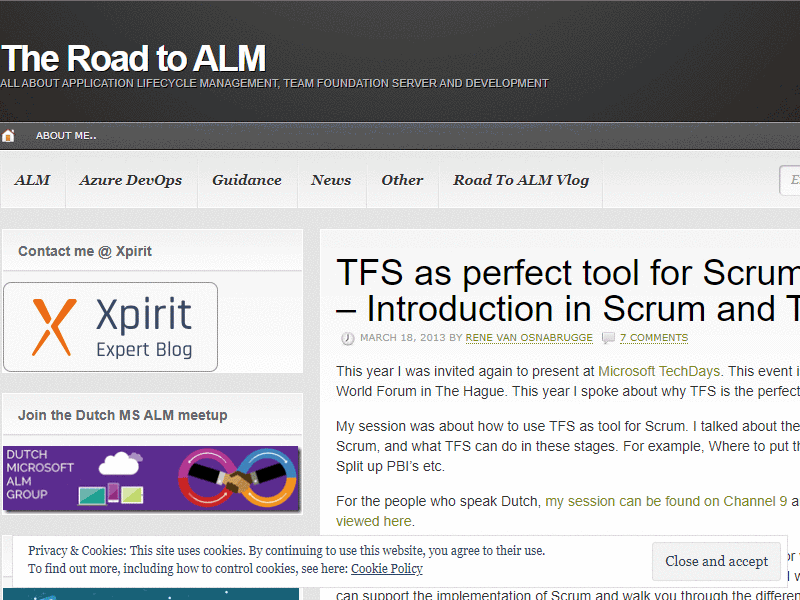 The Road to ALM
ALL ABOUT APPLICATION LIFECYCLE MANAGEMENT, TEAM FOUNDATION SERVER AND DEVELOPMENT
ABOUT ME..
ALM
Azure DevOps
Guidance
News
Other
Road To ALM Vlog
Contact me @ Xpirit
Xpirit
Expert Blog
Join the Dutch MS ALM meetup
DUTCH
MICROSOFT
ALM
GROUP
TFS as perfect tool for Scrum
– Introduction in Scrum and T
MARCH 18, 2013 BY RENE VAN OSNABRUGGE 7 COMMENTS
This year I was invited again to present at Microsoft TechDays. This event i
World Forum in The Hague. This year I spoke about why TFS is the perfect
My session was about how to use TFS as tool for Scrum. I talked about the
Scrum, and what TFS can do in these stages. For example, Where to put th
Split up PBI's etc.
For the people who speak Dutch, my session can be found on Channel 9 a
viewed here.
can support the implementation of Scrum and walk you through the differen
Privacy & Cookies: This site uses cookies. By continuing to use this website, you agree to their use.
To find out more, including how to control cookies, see here: Cookie Policy
Close and accept